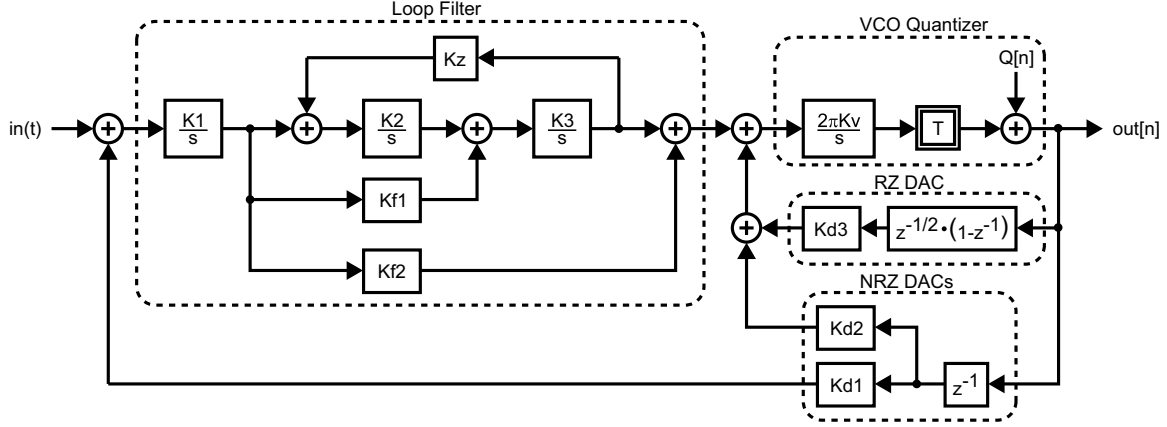 Loop Filter
VCO Quantizer
Kz
Q[n]
in(t)
K1
s
K2
s
K3
s
2πKv
s
T
out[n]
Kf1
RZ DAC
Kd3
z-1/2·(1-z-1)
Kf2
NRZ DACs
Kd2
Kd1
z-1